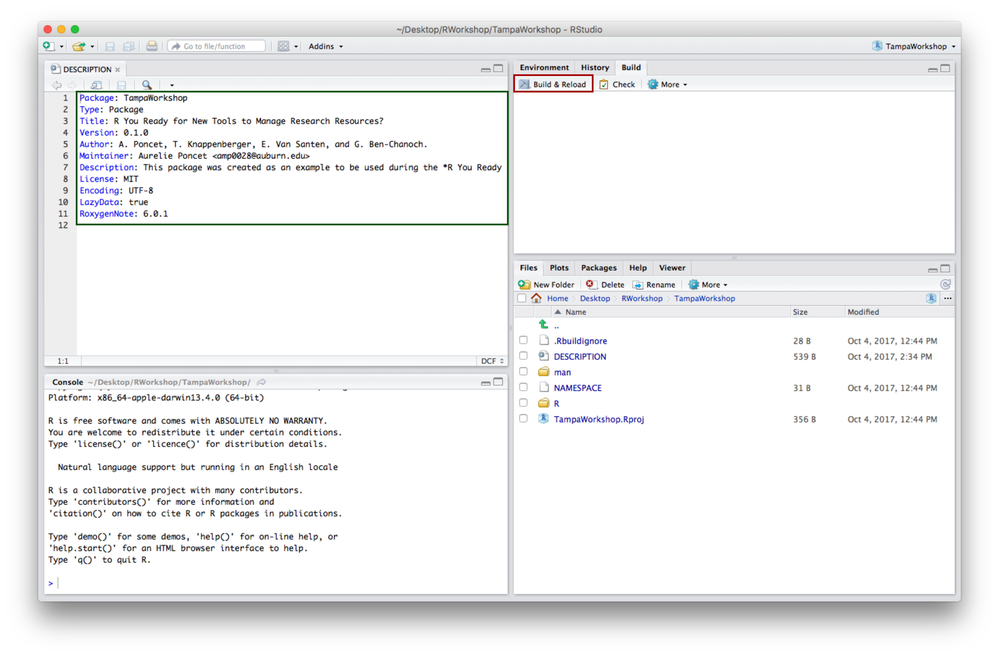 ~/Desktop/RWorkshop/TampaWorkshop - RStudio
Go to file/function
Addins
TampaWorkshop
DESCRIPTION
1 Package: TampaWorkshop
2 Type: Package
3 Title: R You Ready for New Tools to Manage Research Resources?
4 Version: 0.1.0
5 Author: A. Poncet, T. Knappenberger, E. Van Santen, and G. Ben-Chanoch.
6 Maintainer: Aurelie Poncet <amp0028@auburn.edu>
7 Description: This package was created as an example to be used during the *R You Ready
8 License: MIT
9 Encoding: UTF-8
10 LazyData: true
11 RoxygenNote: 6.0.1
12
1:1 DCF
Console ~/Desktop/RWorkshop/TampaWorkshop/
Platform: x86_64-apple-darwin13.4.0 (64-bit)
R is free software and comes with ABSOLUTELY NO WARRANTY.
You are welcome to redistribute it under certain conditions.
Type 'license()' or 'licence()' for distribution details.
Natural language support but running in an English locale
R is a collaborative project with many contributors.
Type 'contributors()' for more information and
'citation()' on how to cite R or R packages in publications.
Type 'demo()' for some demos, 'help()' for on-line help, or
'help.start()' for an HTML browser interface to help.
Type 'q()' to quit R.
>
Environment History Build
Build & Reload Check More
Files Plots Packages Help Viewer
New Folder Delete Rename More
Home Desktop RWorkshop TampaWorkshop
Name Size Modified
..
.Rbuildignore 28 B Oct 4, 2017, 12:44 PM
DESCRIPTION 539 B Oct 4, 2017, 2:34 PM
man
NAMESPACE 31 B Oct 4, 2017, 12:44 PM
R
TampaWorkshop.Rproj 356 B Oct 4, 2017, 12:44 PM